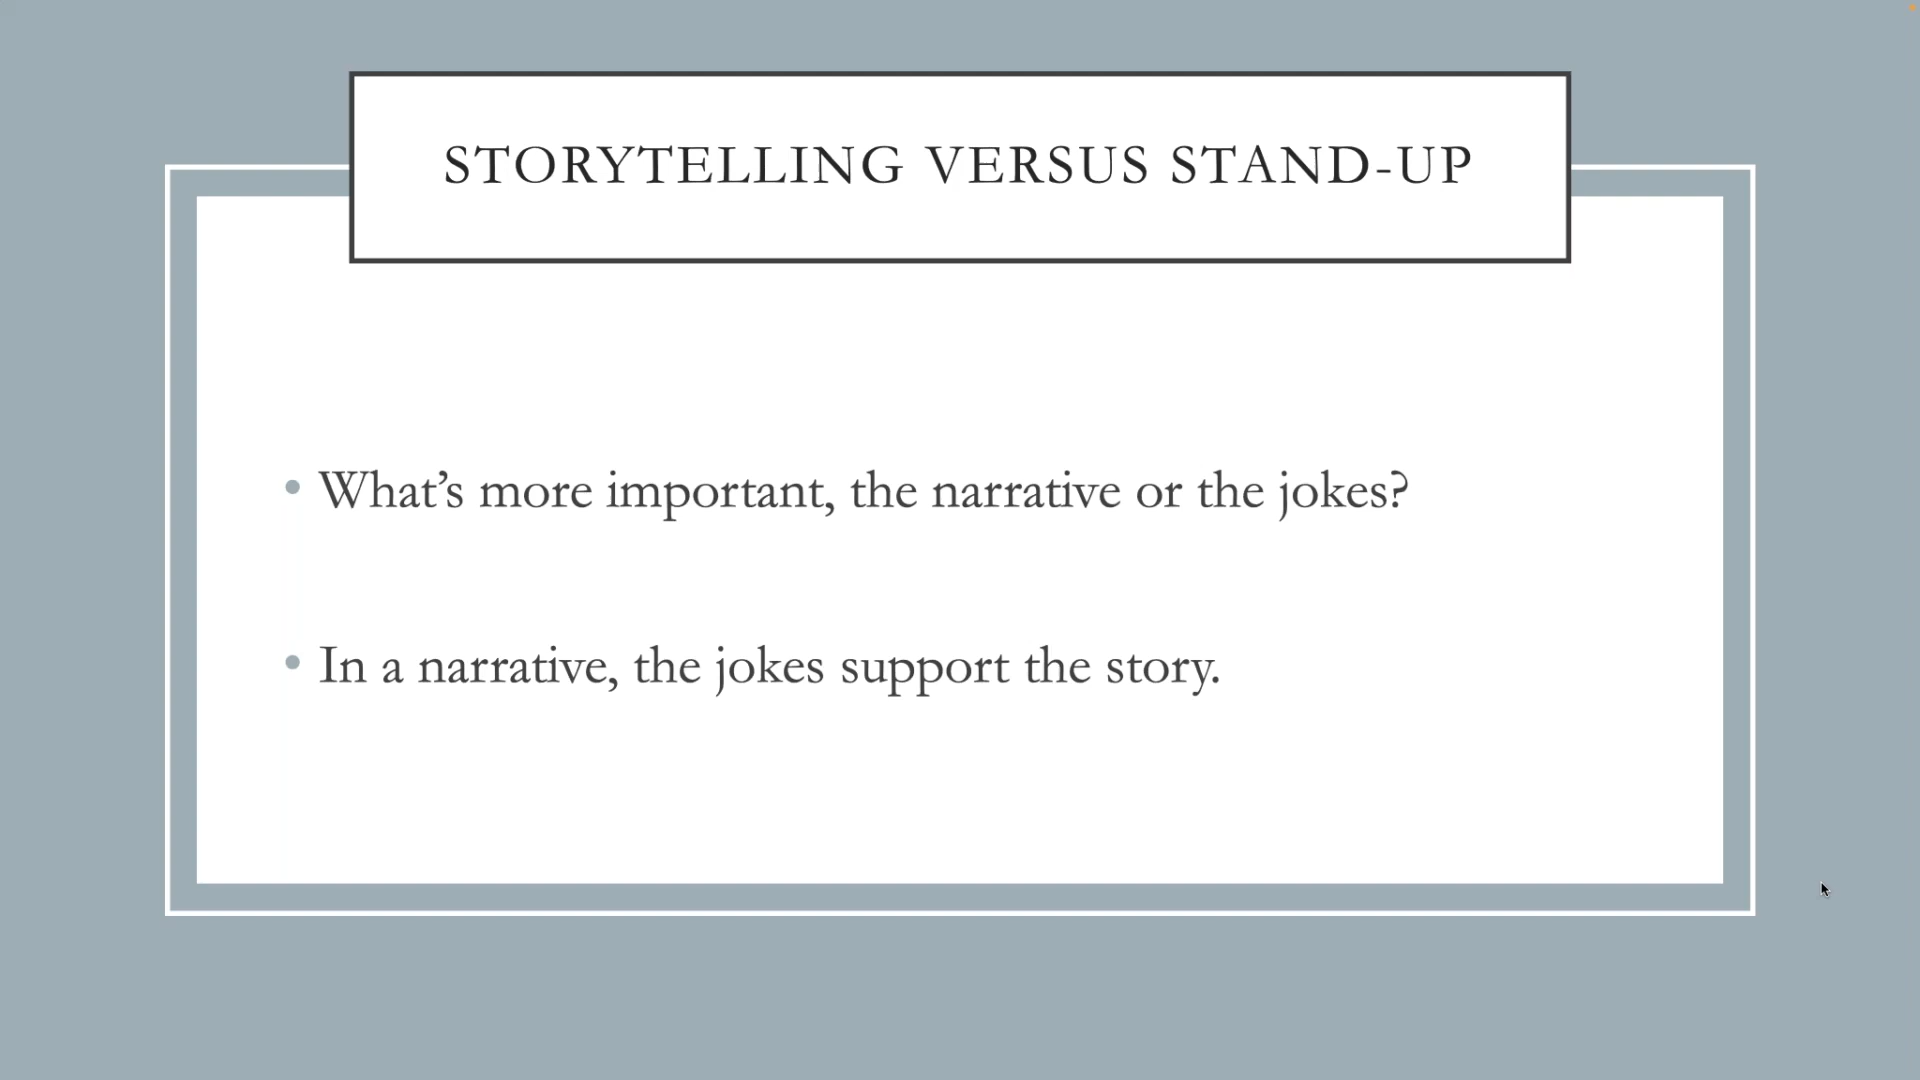 STORYTELLING VERSUS STAND-UP
• What’s more important, the narrative or the jokes?
• In a narrative, the jokes support the story.